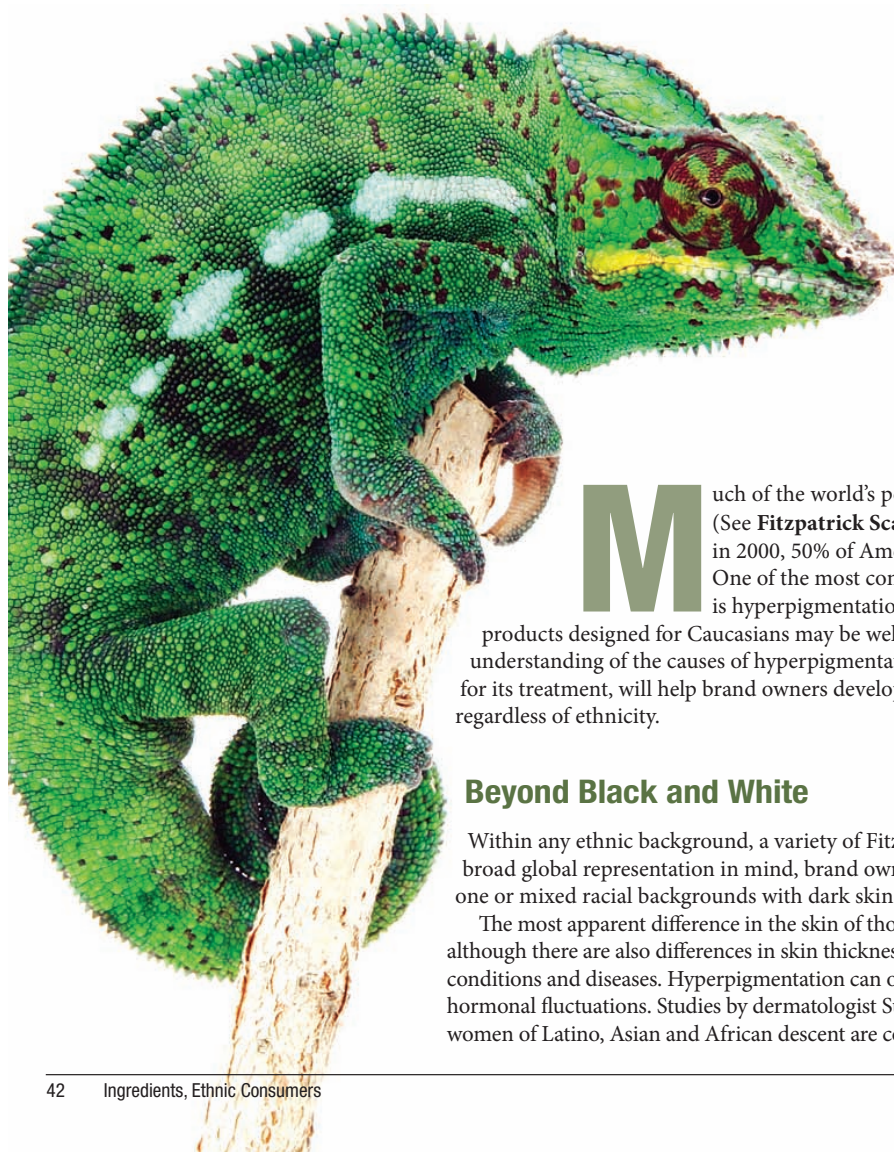 Much of the world's p
(See Fitzpatrick Sca
in 2000, 50% of Am
One of the most co
is hyperpigmentatio
products designed for Caucasians may be wel
understanding of the causes of hyperpigmenta
for its treatment, will help brand owners develo
regardless of ethnicity.
Beyond Black and White
Within any ethnic background, a variety of Fitz
broad global representation in mind, brand own
one or mixed racial backgrounds with dark skin
The most apparent difference in the skin of tho
although there are also differences in skin thicknes
conditions and diseases. Hyperpigmentation can o
hormonal fluctuations. Studies by dermatologist S
women of Latino, Asian and African descent are c
42 Ingredients, Ethnic Consumers